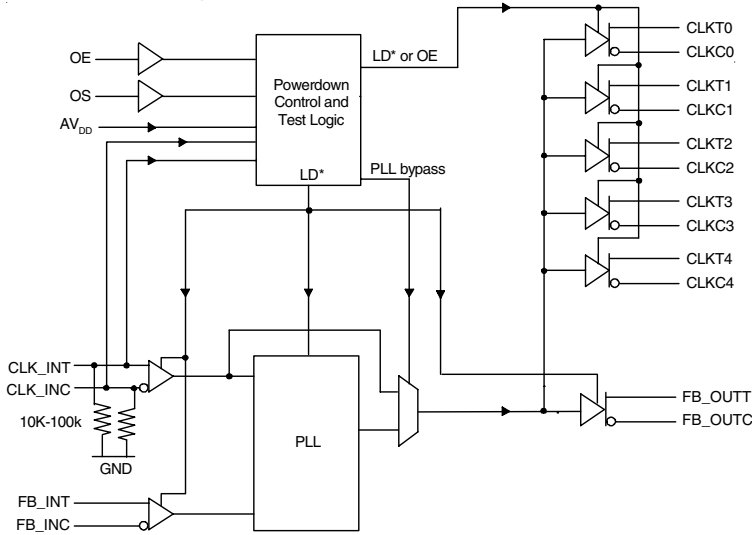 OE
OS
AV_DD
Powerdown
Control and
Test Logic
LD* or OE
LD*
PLL bypass
CLKT0
CLKC0
CLKT1
CLKC1
CLKT2
CLKC2
CLKT3
CLKC3
CLKT4
CLKC4
CLK_INT
CLK_INC
10K-100k
GND
PLL
FB_INT
FB_INC
FB_OUTT
FB_OUTC